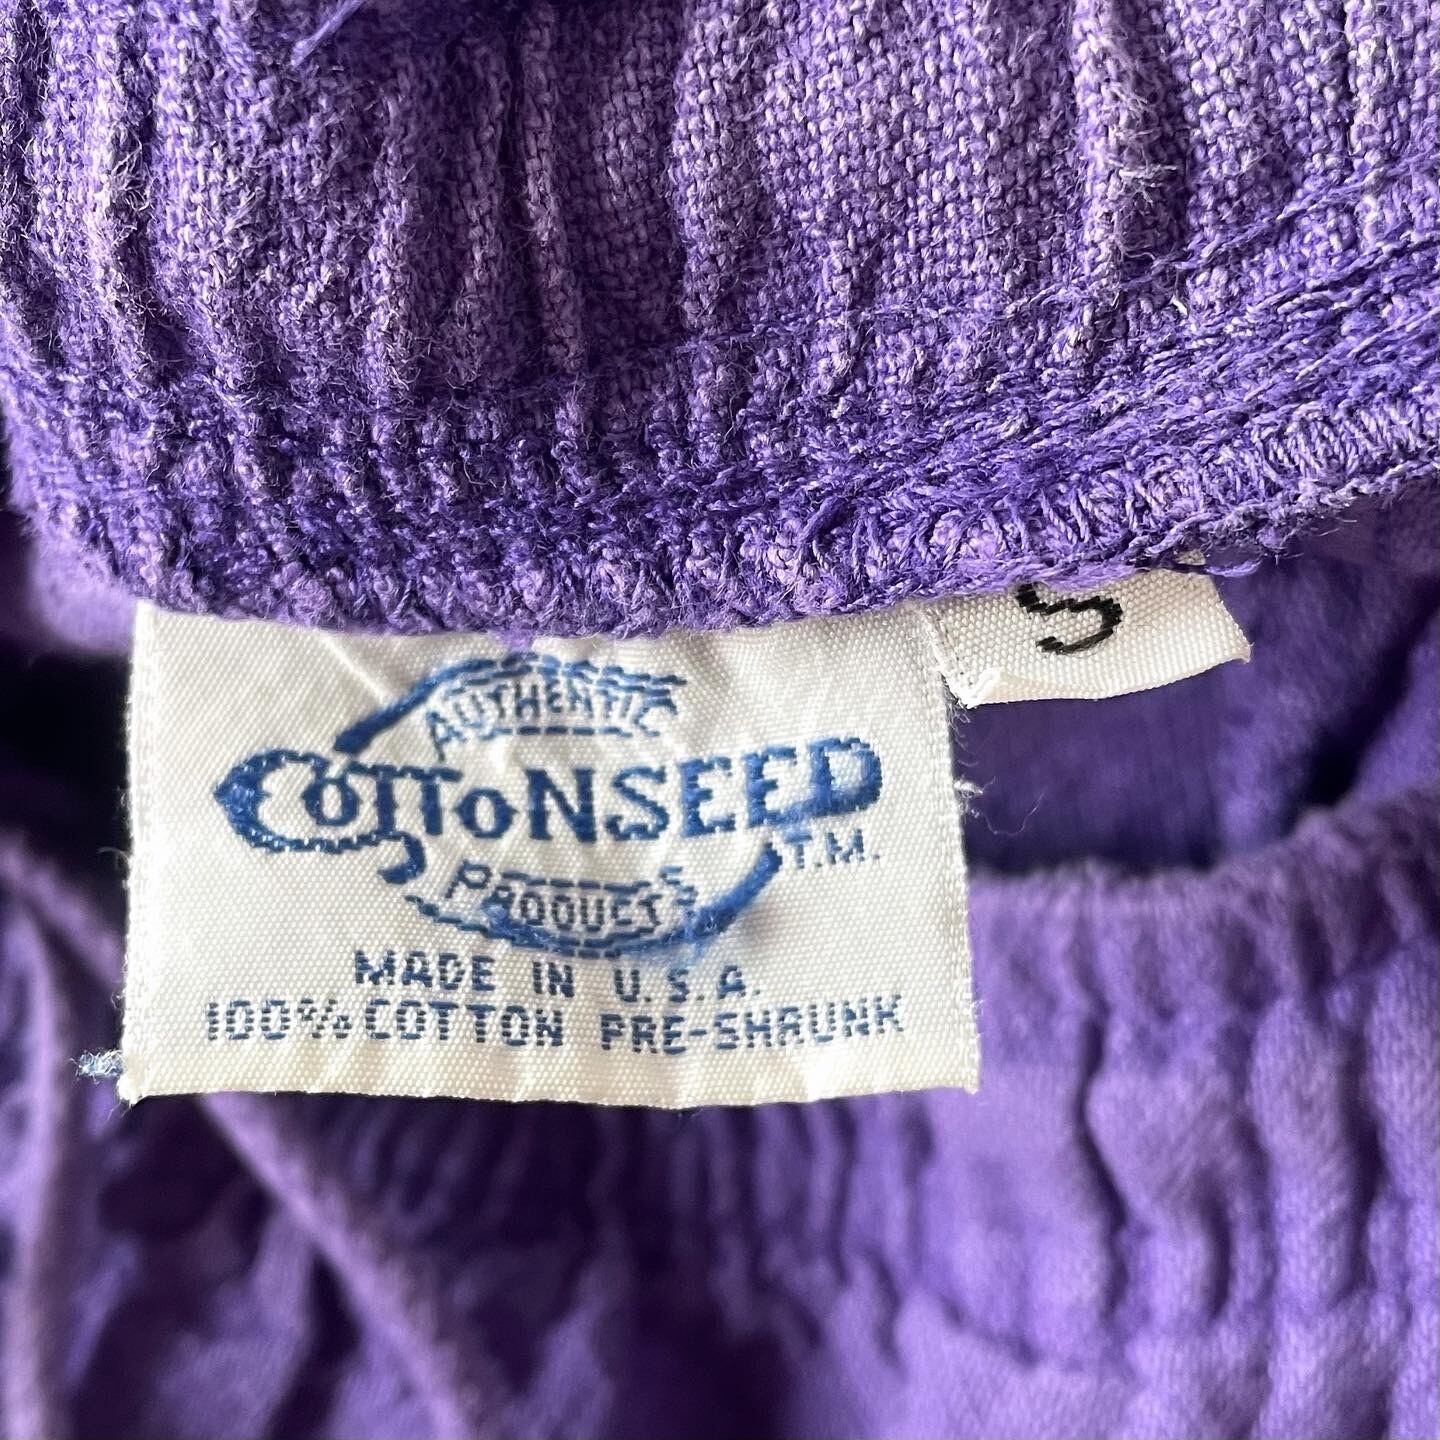 S
AUTHENTIC
COTTONSEED
T.M.
PRODUCTS
MADE IN U.S.A.
100% COTTON PRE-SHRUNK